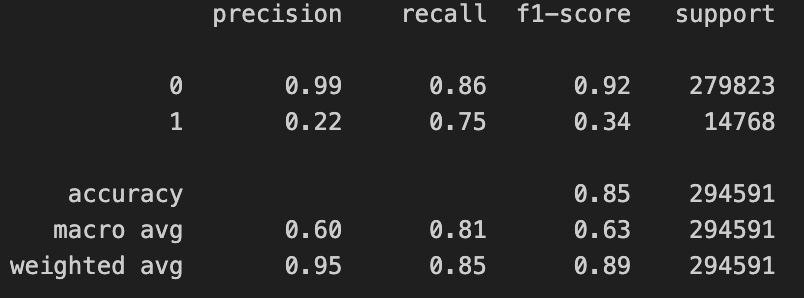 precision recall f1-score support
0 0.99 0.86 0.92 279823
1 0.22 0.75 0.34 14768
accuracy 0.85 294591
macro avg 0.60 0.81 0.63 294591
weighted avg 0.95 0.85 0.89 294591